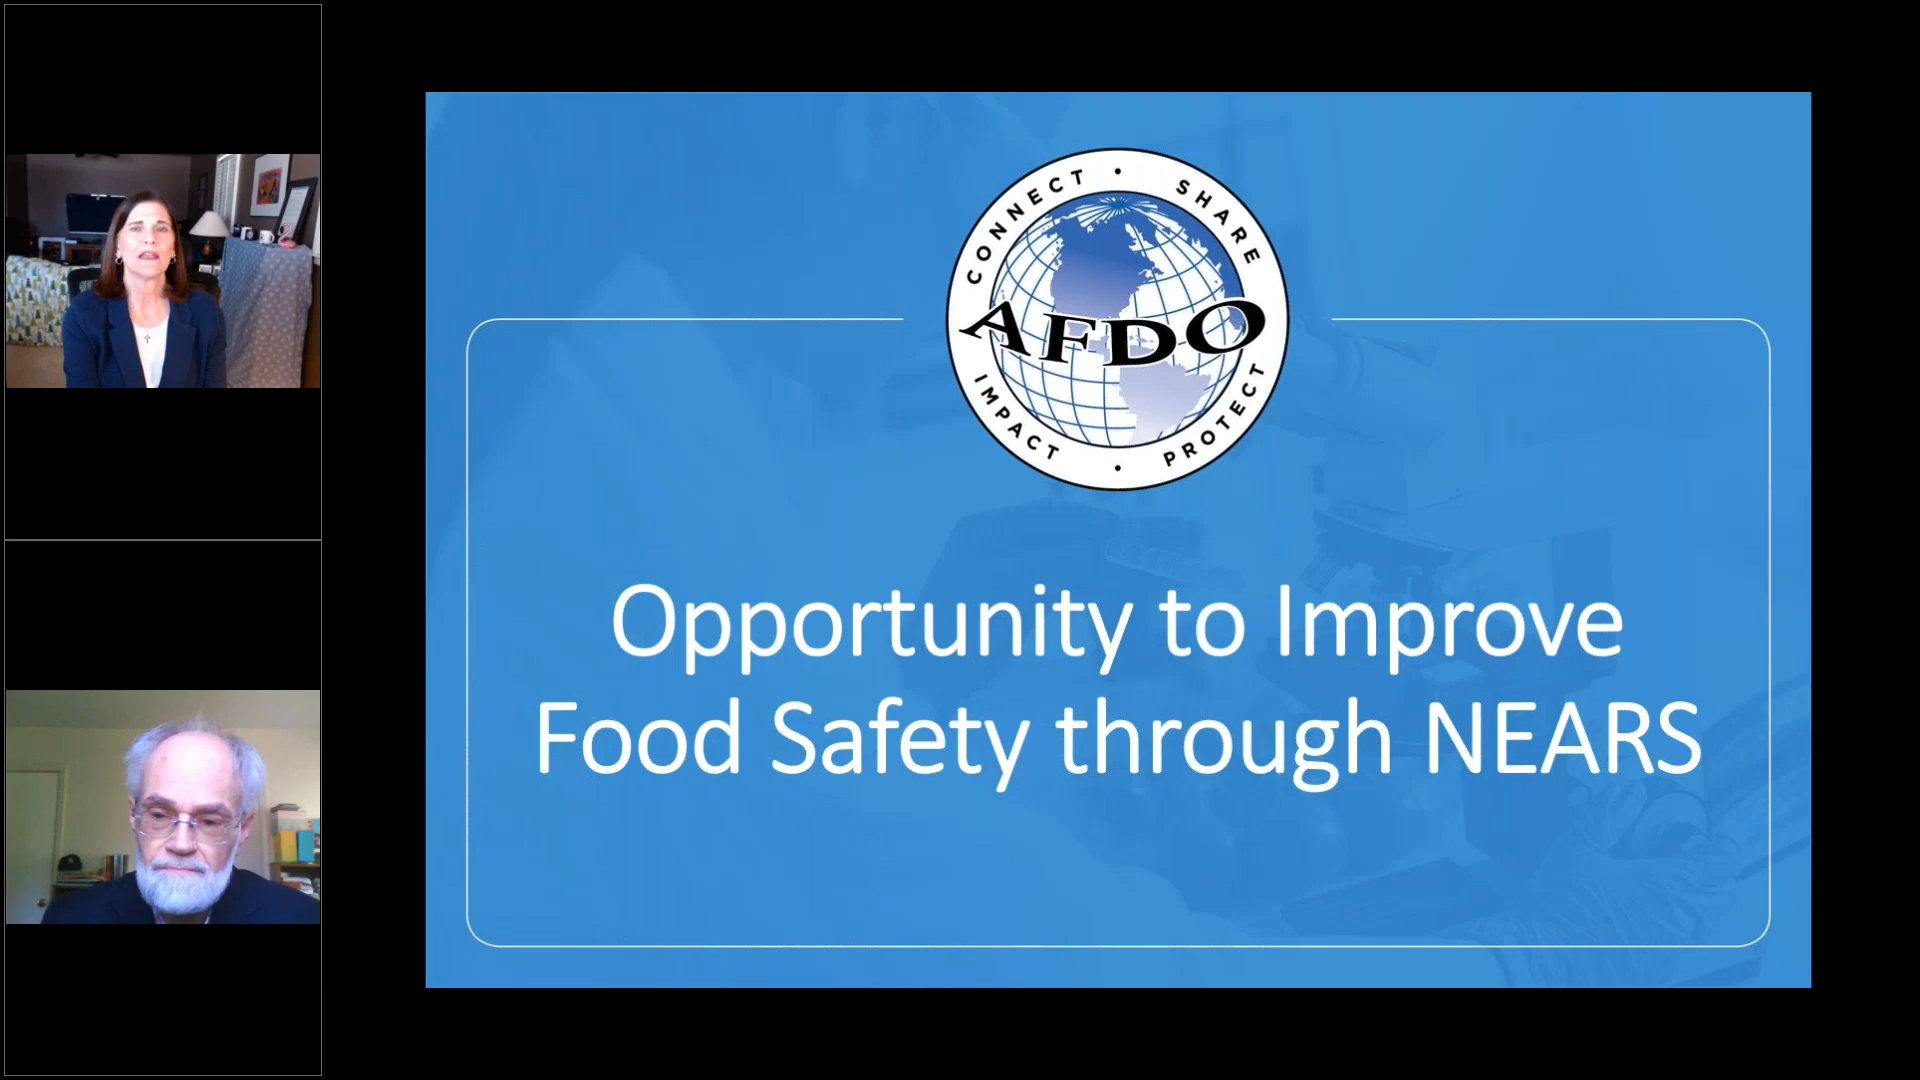 CONNECT • SHARE
AFDO
IMPACT • PROTECT
Opportunity to Improve
Food Safety through NEARS